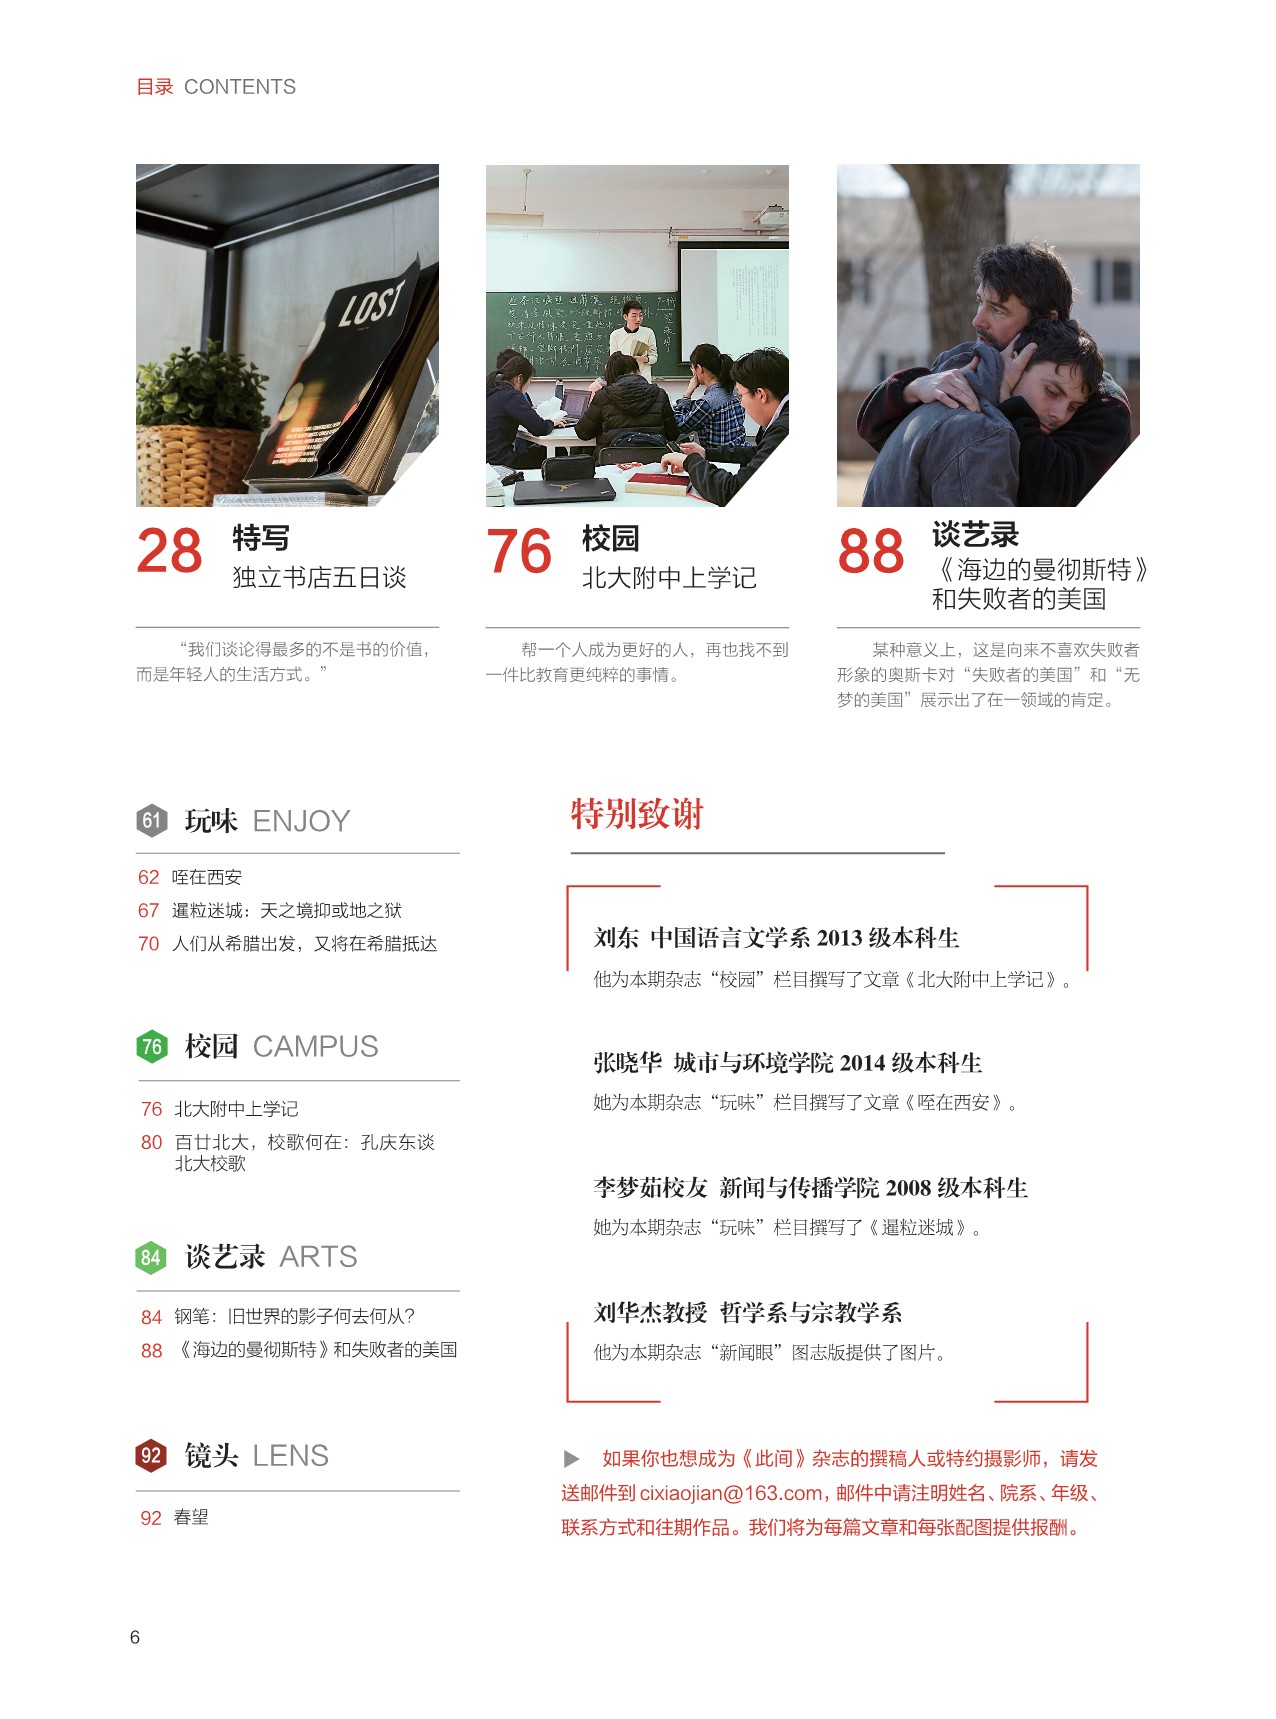 目录 CONTENTS
LOST
28 特写
独立书店五日谈
“我们谈论得最多的不是书的价值，
而是年轻人的生活方式。”
76 校园
北大附中上学记
帮一个人成为更好的人，再也找不到
一件比教育更纯粹的事情。
88 谈艺录
《海边的曼彻斯特》
和失败者的美国
某种意义上，这是向来不喜欢失败者
形象的奥斯卡对“失败者的美国”和“无
梦的美国”展示出了在一领域的肯定。
61 玩味 ENJOY
62 咥在西安
67 暹粒迷城：天之境抑或地之狱
70 人们从希腊出发，又将在希腊抵达
76 校园 CAMPUS
76 北大附中上学记
80 百廿北大，校歌何在：孔庆东谈
北大校歌
84 谈艺录 ARTS
84 钢笔：旧世界的影子何去何从？
88 《海边的曼彻斯特》和失败者的美国
92 镜头 LENS
92 春望
特别致谢
刘东 中国语言文学系 2013 级本科生
他为本期杂志“校园”栏目撰写了文章《北大附中上学记》。
张晓华 城市与环境学院 2014 级本科生
她为本期杂志“玩味”栏目撰写了文章《咥在西安》。
李梦茹校友 新闻与传播学院 2008 级本科生
她为本期杂志“玩味”栏目撰写了《暹粒迷城》。
刘华杰教授 哲学系与宗教学系
他为本期杂志“新闻眼”图志版提供了图片。
▶ 如果你也想成为《此间》杂志的撰稿人或特约摄影师，请发
送邮件到 cixiaojian@163.com，邮件中请注明姓名、院系、年级、
联系方式和往期作品。我们将为每篇文章和每张配图提供报酬。
6